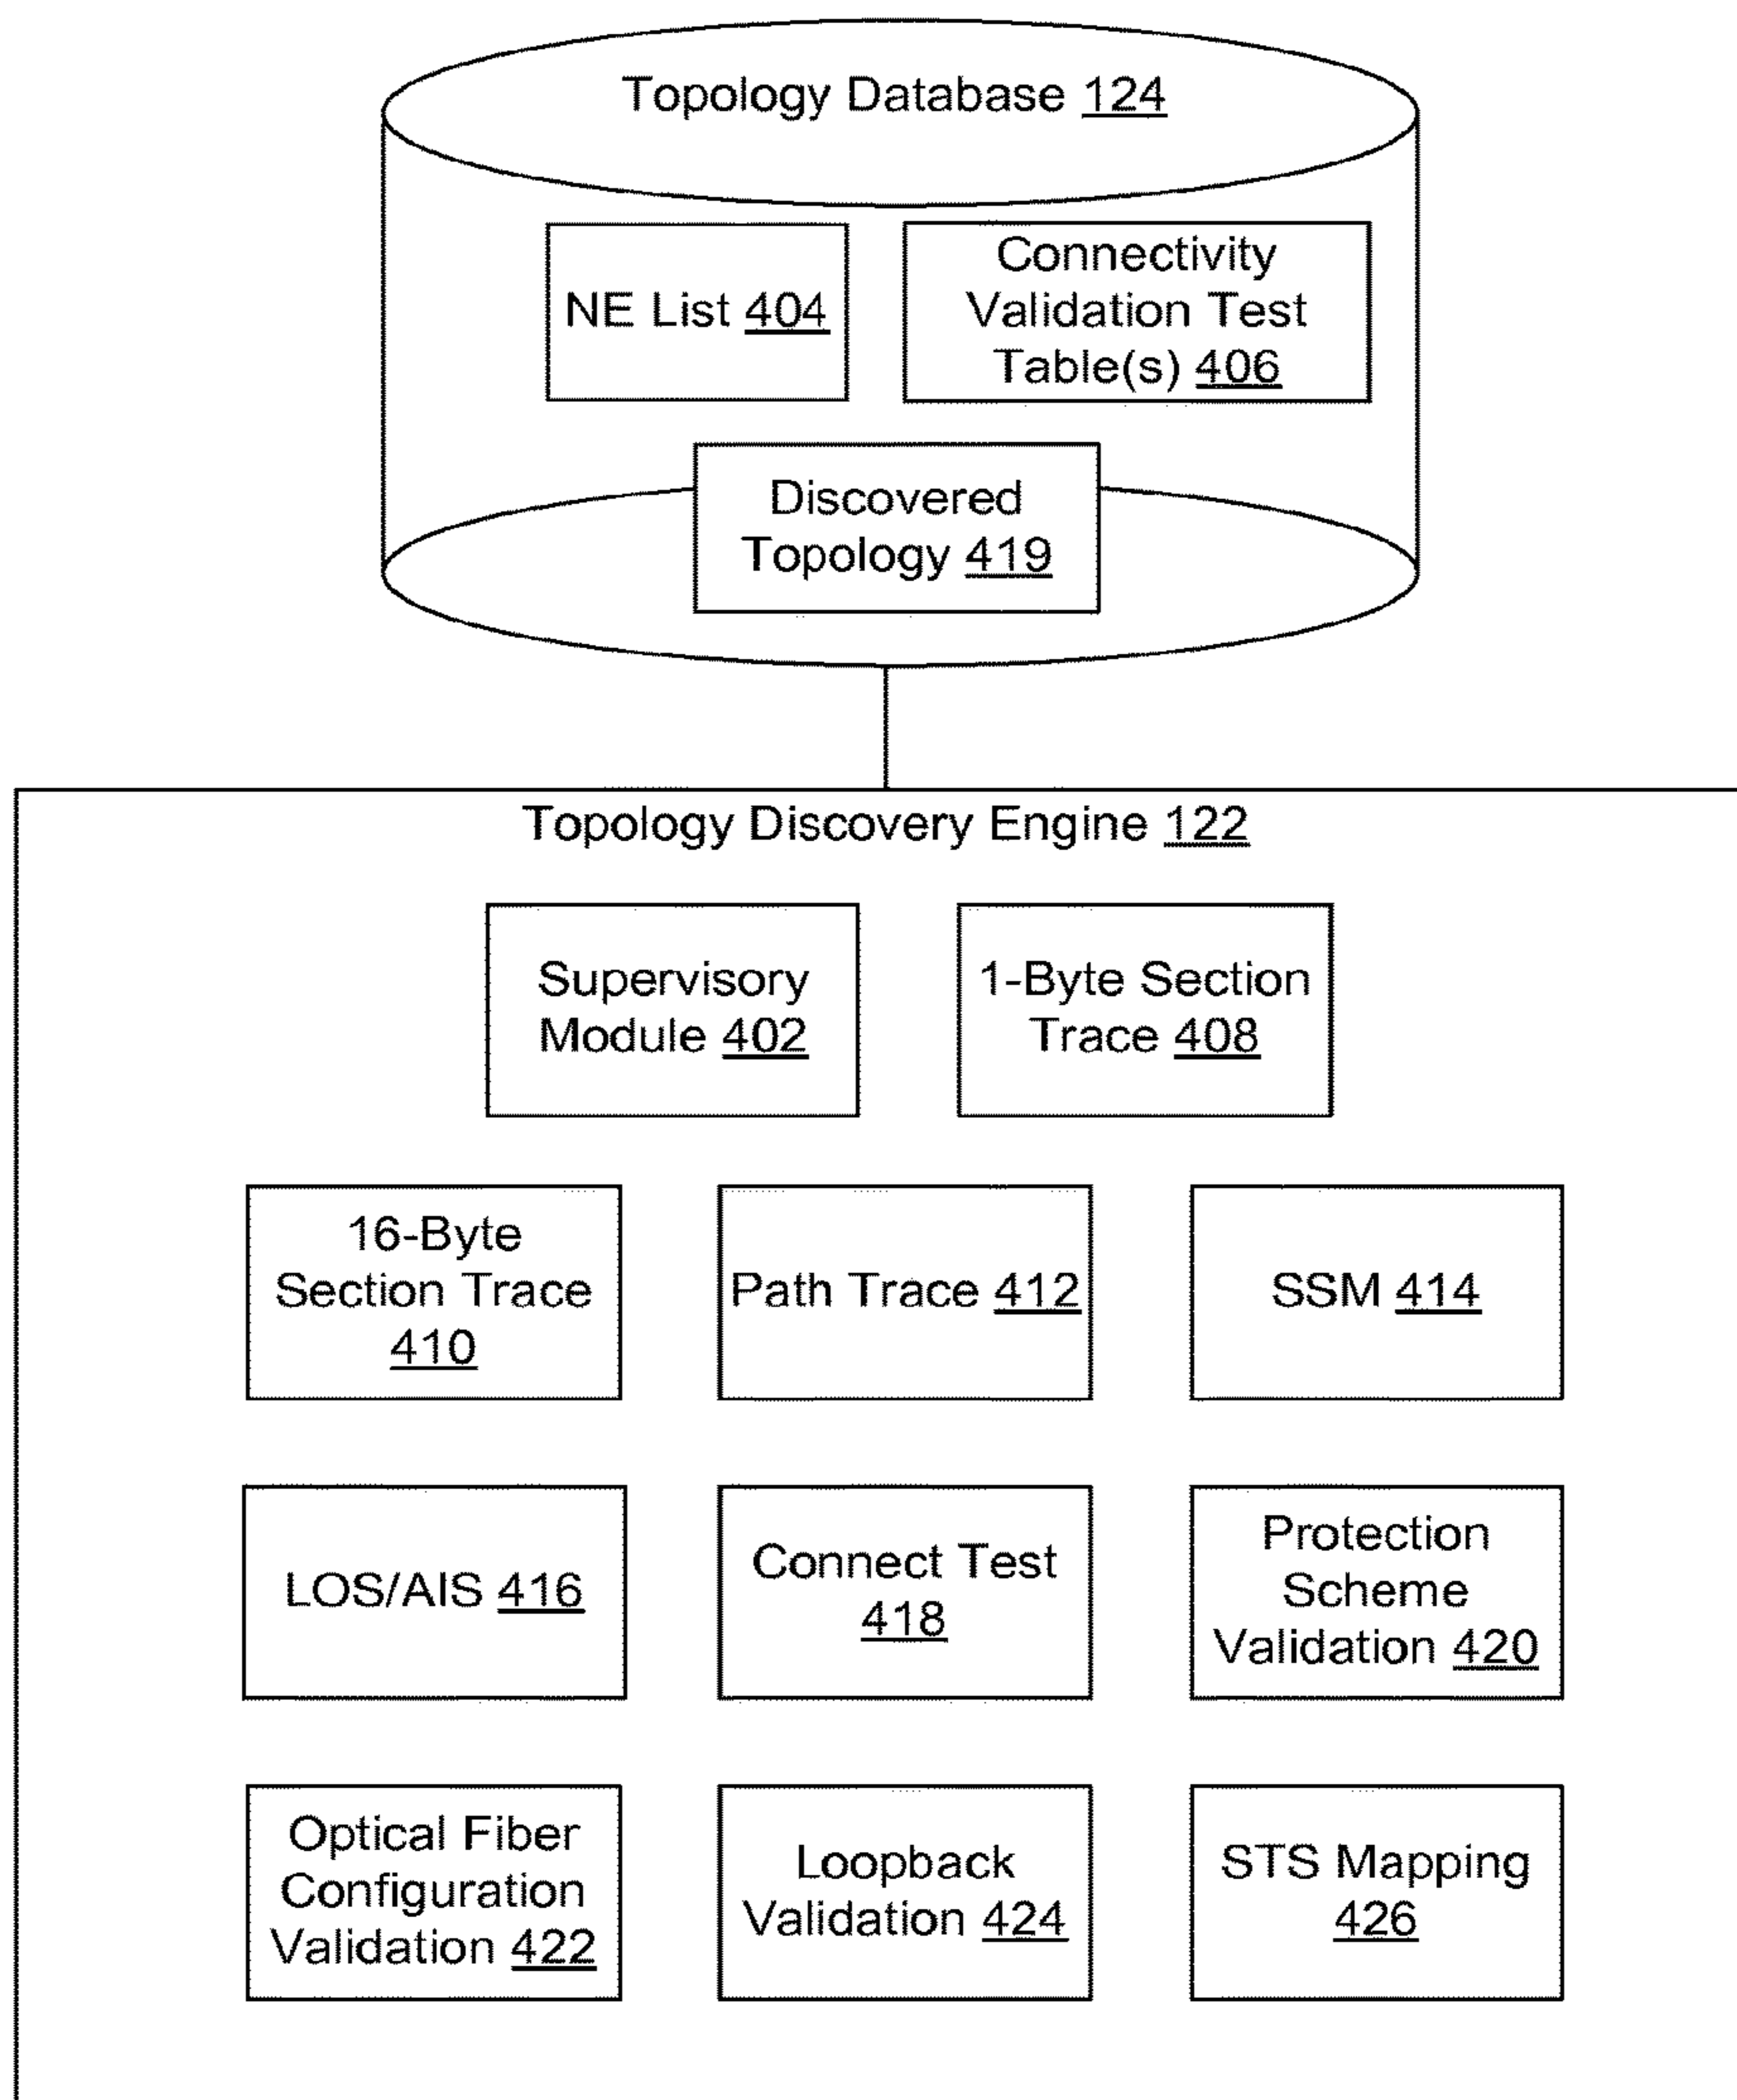 Topology Database 124
NE List 404
Connectivity
Validation Test
Table(s) 406
Discovered
Topology 419
Topology Discovery Engine 122
Supervisory
Module 402
1-Byte Section
Trace 408
16-Byte
Section Trace
410
Path Trace 412
SSM 414
LOS/AIS 416
Connect Test
418
Protection
Scheme
Validation 420
Optical Fiber
Configuration
Validation 422
Loopback
Validation 424
STS Mapping
426